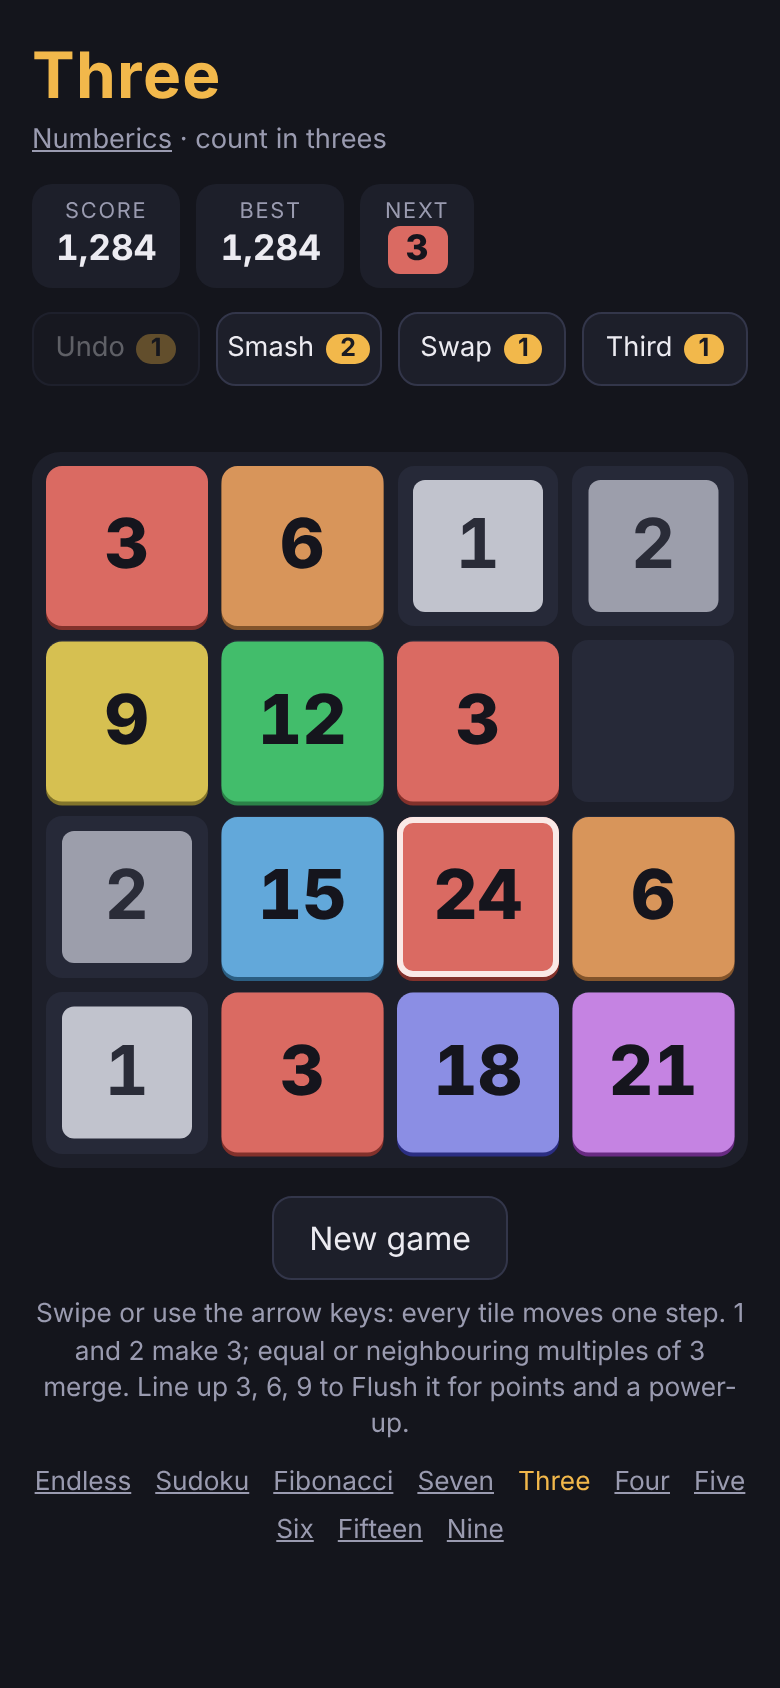 Three
Numberics · count in threes
SCORE BEST NEXT
1,284 1,284 3
Undo 1 Smash 2 Swap 1 Third 1
3 6 1 2
9 12 3
2 15 24 6
1 3 18 21
New game
Swipe or use the arrow keys: every tile moves one step. 1
and 2 make 3; equal or neighbouring multiples of 3
merge. Line up 3, 6, 9 to Flush it for points and a power-
up.
Endless Sudoku Fibonacci Seven Three Four Five
Six Fifteen Nine